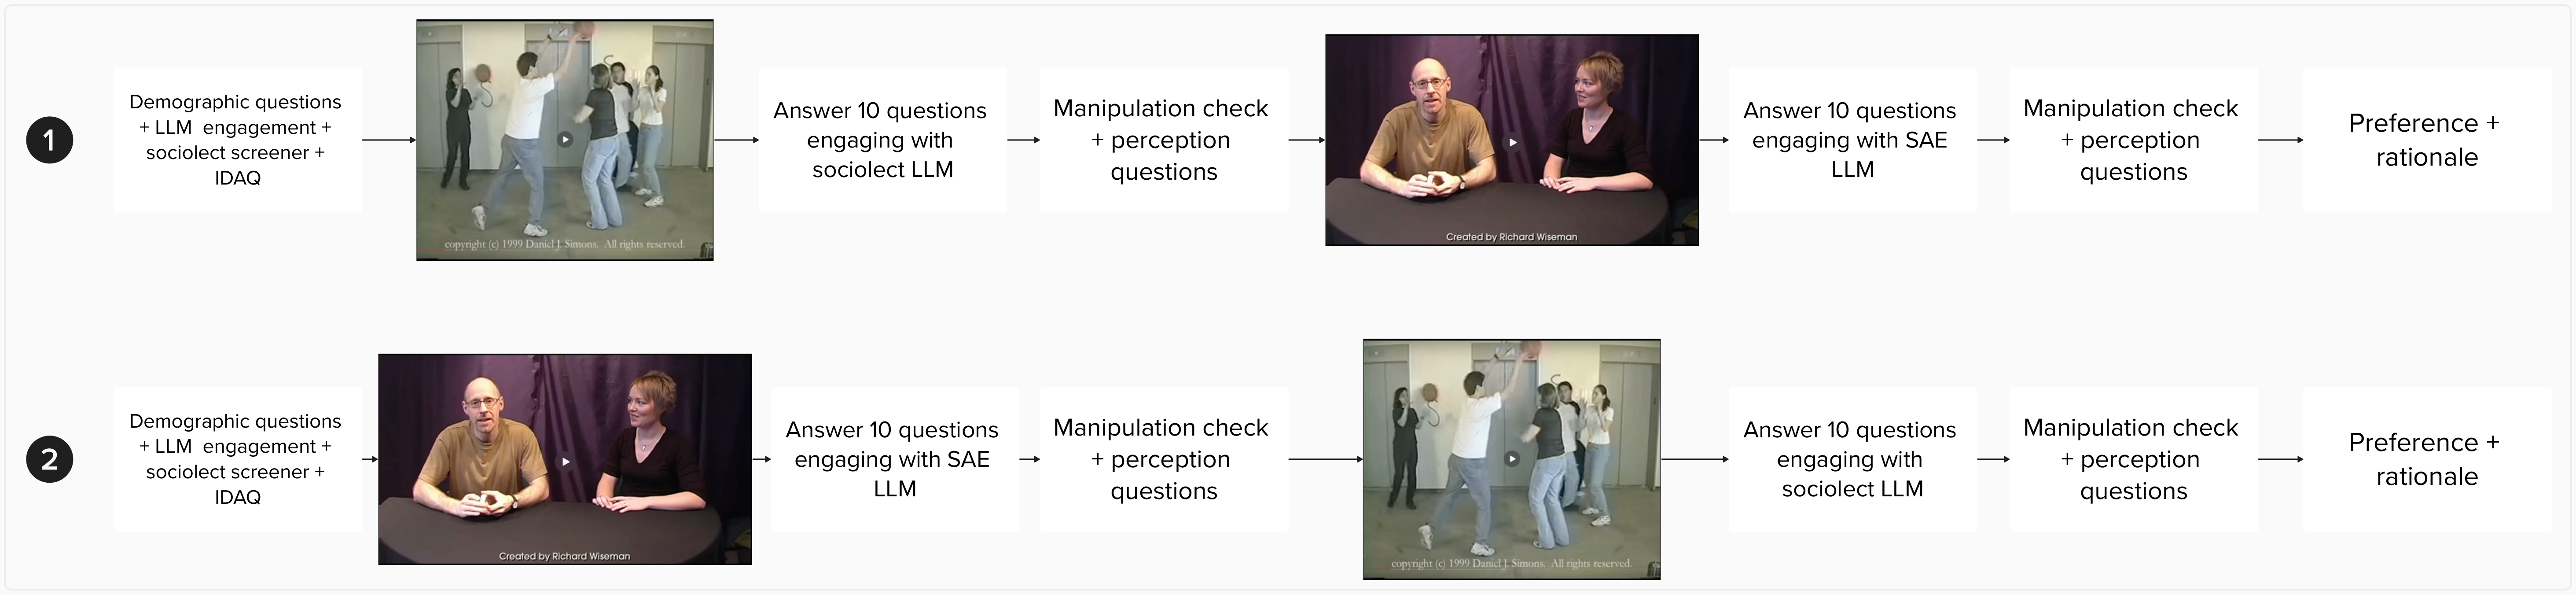 1
Demographic questions
+ LLM engagement +
sociolect screener +
IDAQ
copyright (c) 1999 Daniel J. Simons. All rights reserved.
Answer 10 questions
engaging with
sociolect LLM
Manipulation check
+ perception
questions
Created by Richard Wiseman
Answer 10 questions
engaging with SAE
LLM
Manipulation check
+ perception
questions
Preference +
rationale
2
Demographic questions
+ LLM engagement +
sociolect screener +
IDAQ
Created by Richard Wiseman
Answer 10 questions
engaging with SAE
LLM
Manipulation check
+ perception
questions
copyright (c) 1999 Daniel J. Simons. All rights reserved.
Answer 10 questions
engaging with
sociolect LLM
Manipulation check
+ perception
questions
Preference +
rationale